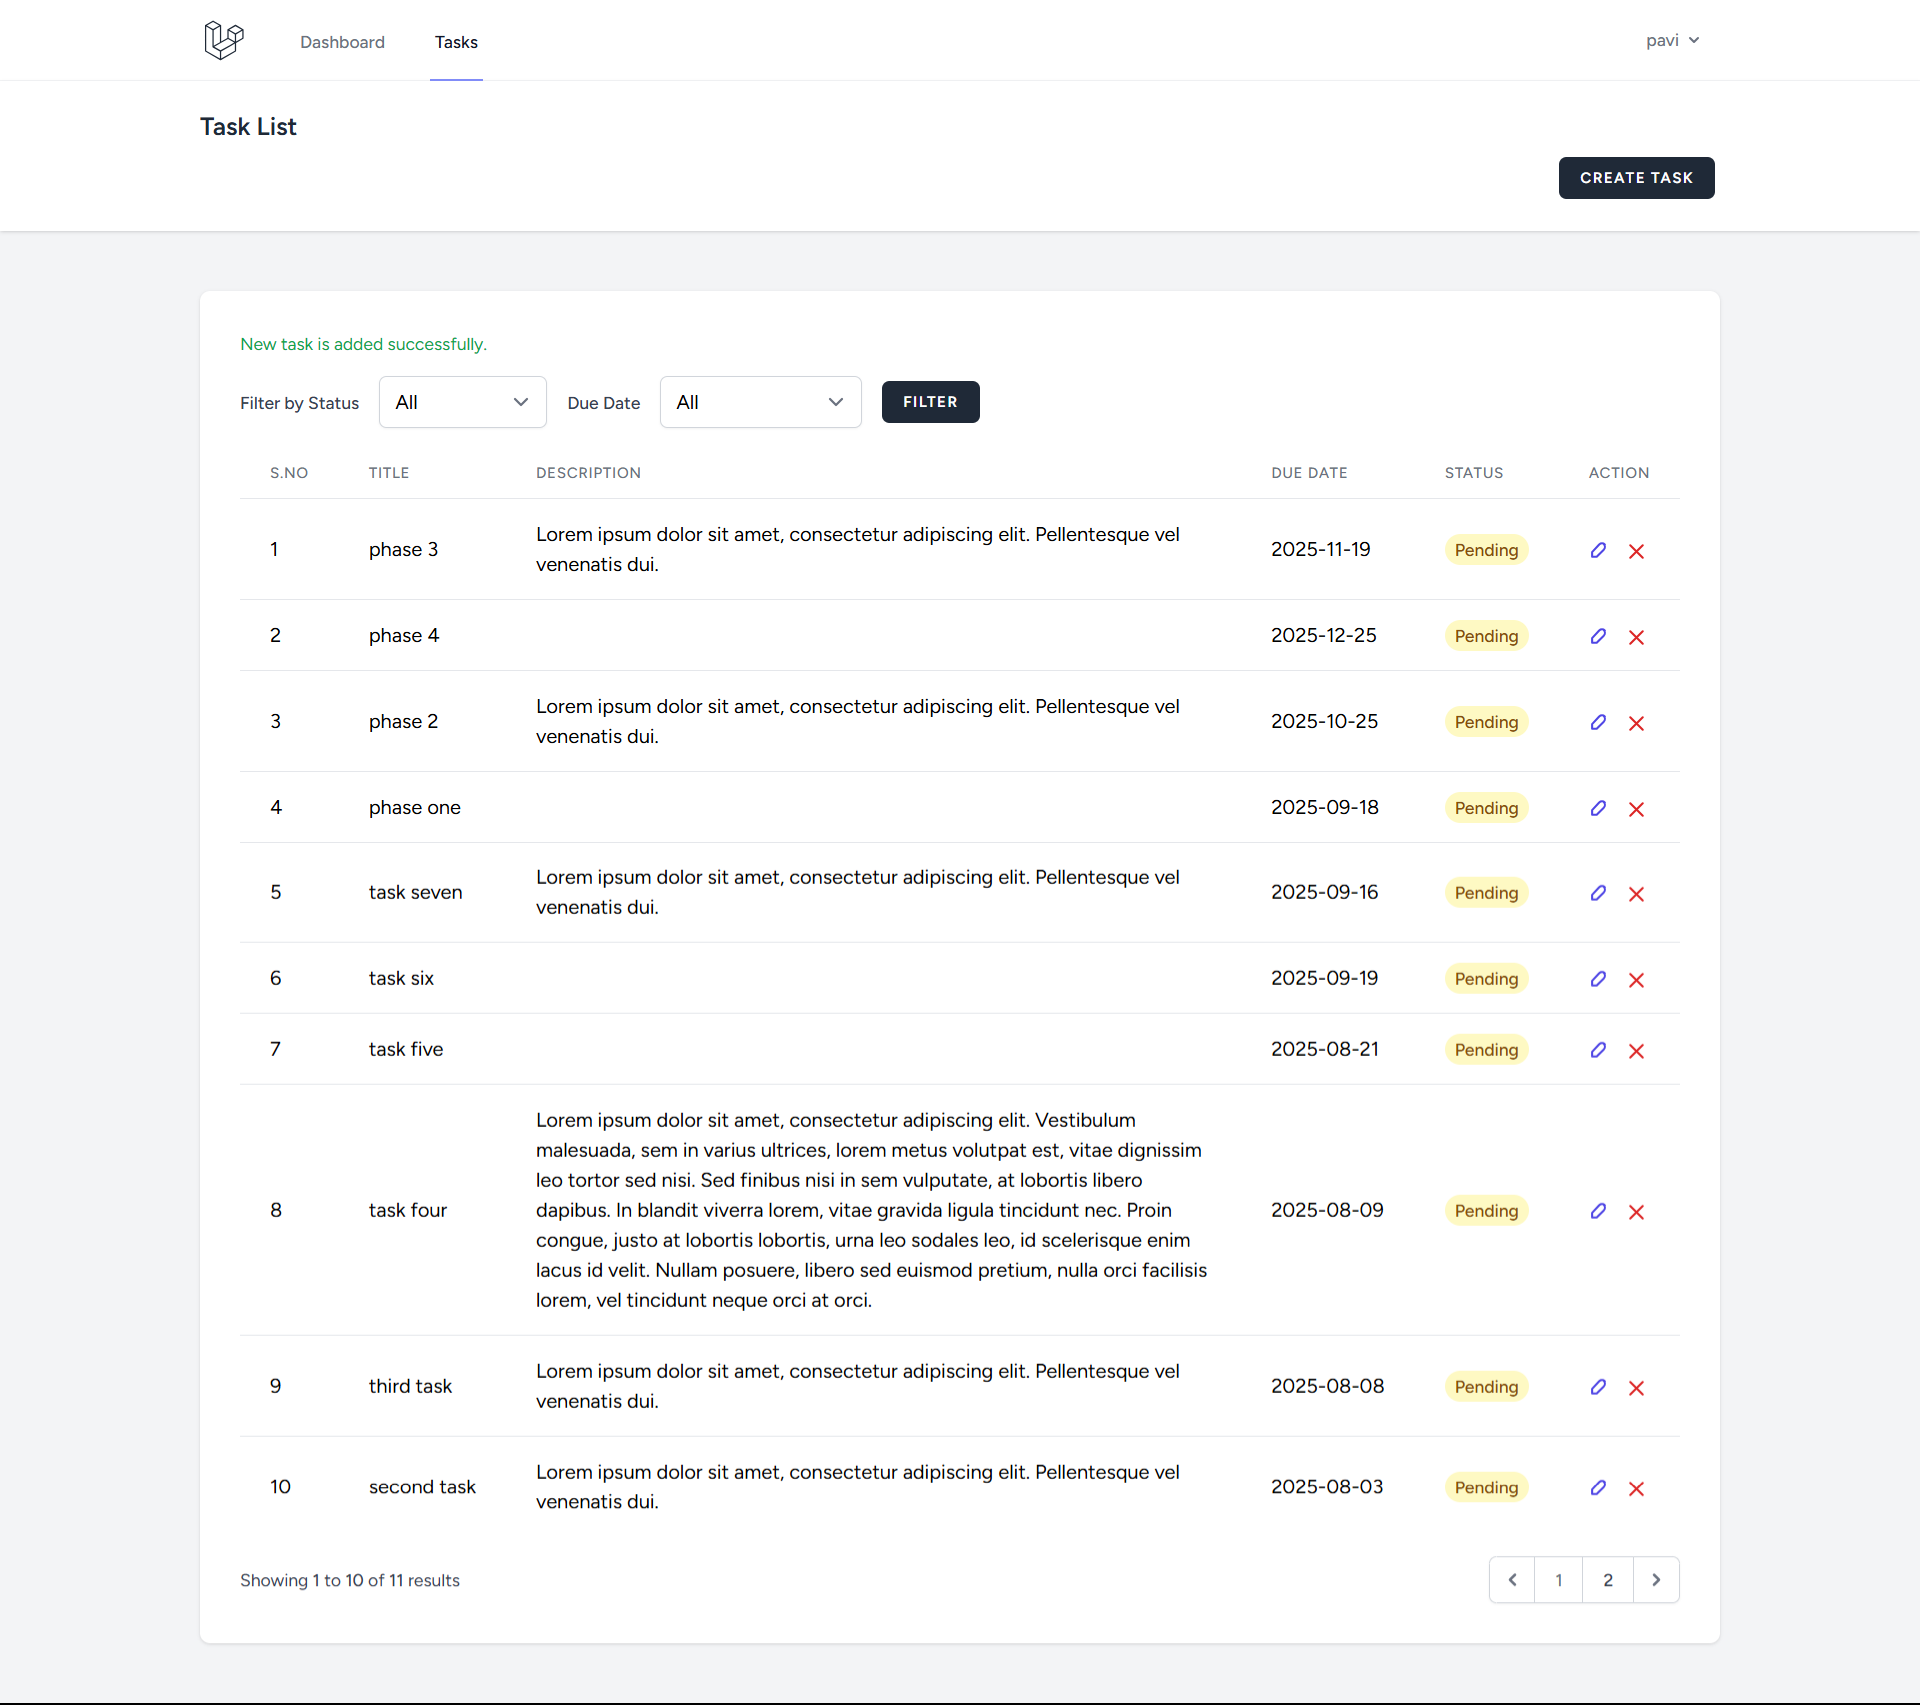 Dashboard Tasks pavi
Task List
CREATE TASK
New task is added successfully.
Filter by Status All Due Date All FILTER
S.NO TITLE DESCRIPTION DUE DATE STATUS ACTION
1 phase 3 Lorem ipsum dolor sit amet, consectetur adipiscing elit. Pellentesque vel
venenatis dui. 2025-11-19 Pending
2 phase 4 2025-12-25 Pending
3 phase 2 Lorem ipsum dolor sit amet, consectetur adipiscing elit. Pellentesque vel
venenatis dui. 2025-10-25 Pending
4 phase one 2025-09-18 Pending
5 task seven Lorem ipsum dolor sit amet, consectetur adipiscing elit. Pellentesque vel
venenatis dui. 2025-09-16 Pending
6 task six 2025-09-19 Pending
7 task five 2025-08-21 Pending
Lorem ipsum dolor sit amet, consectetur adipiscing elit. Vestibulum
malesuada, sem in varius ultrices, lorem metus volutpat est, vitae dignissim
leo tortor sed nisi. Sed finibus nisi in sem vulputate, at lobortis libero
8 task four dapibus. In blandit viverra lorem, vitae gravida ligula tincidunt nec. Proin 2025-08-09 Pending
congue, justo at lobortis lobortis, urna leo sodales leo, id scelerisque enim
lacus id velit. Nullam posuere, libero sed euismod pretium, nulla orci facilisis
lorem, vel tincidunt neque orci at orci.
9 third task Lorem ipsum dolor sit amet, consectetur adipiscing elit. Pellentesque vel
venenatis dui. 2025-08-08 Pending
10 second task Lorem ipsum dolor sit amet, consectetur adipiscing elit. Pellentesque vel
venenatis dui. 2025-08-03 Pending
Showing 1 to 10 of 11 results 1 2